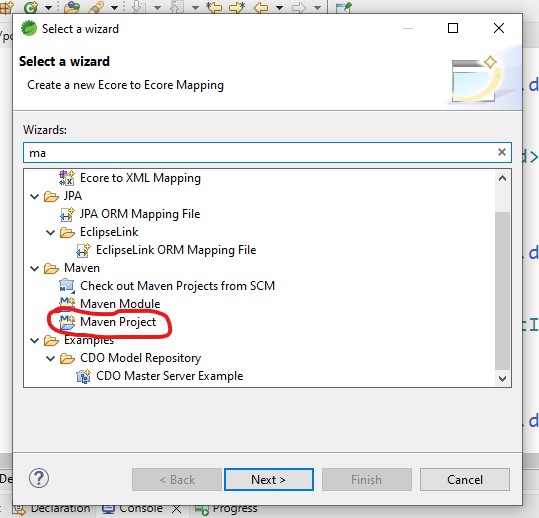 Select a wizard
Select a wizard
Create a new Ecore to Ecore Mapping
Wizards:
ma
Ecore to XML Mapping
JPA
JPA ORM Mapping File
EclipseLink
EclipseLink ORM Mapping File
Maven
Check out Maven Projects from SCM
Maven Module
Maven Project
Examples
CDO Model Repository
CDO Master Server Example
? < Back Next > Finish Cancel
Declaration Console Progress
/po
.d
d>
.d
.d
.d
De